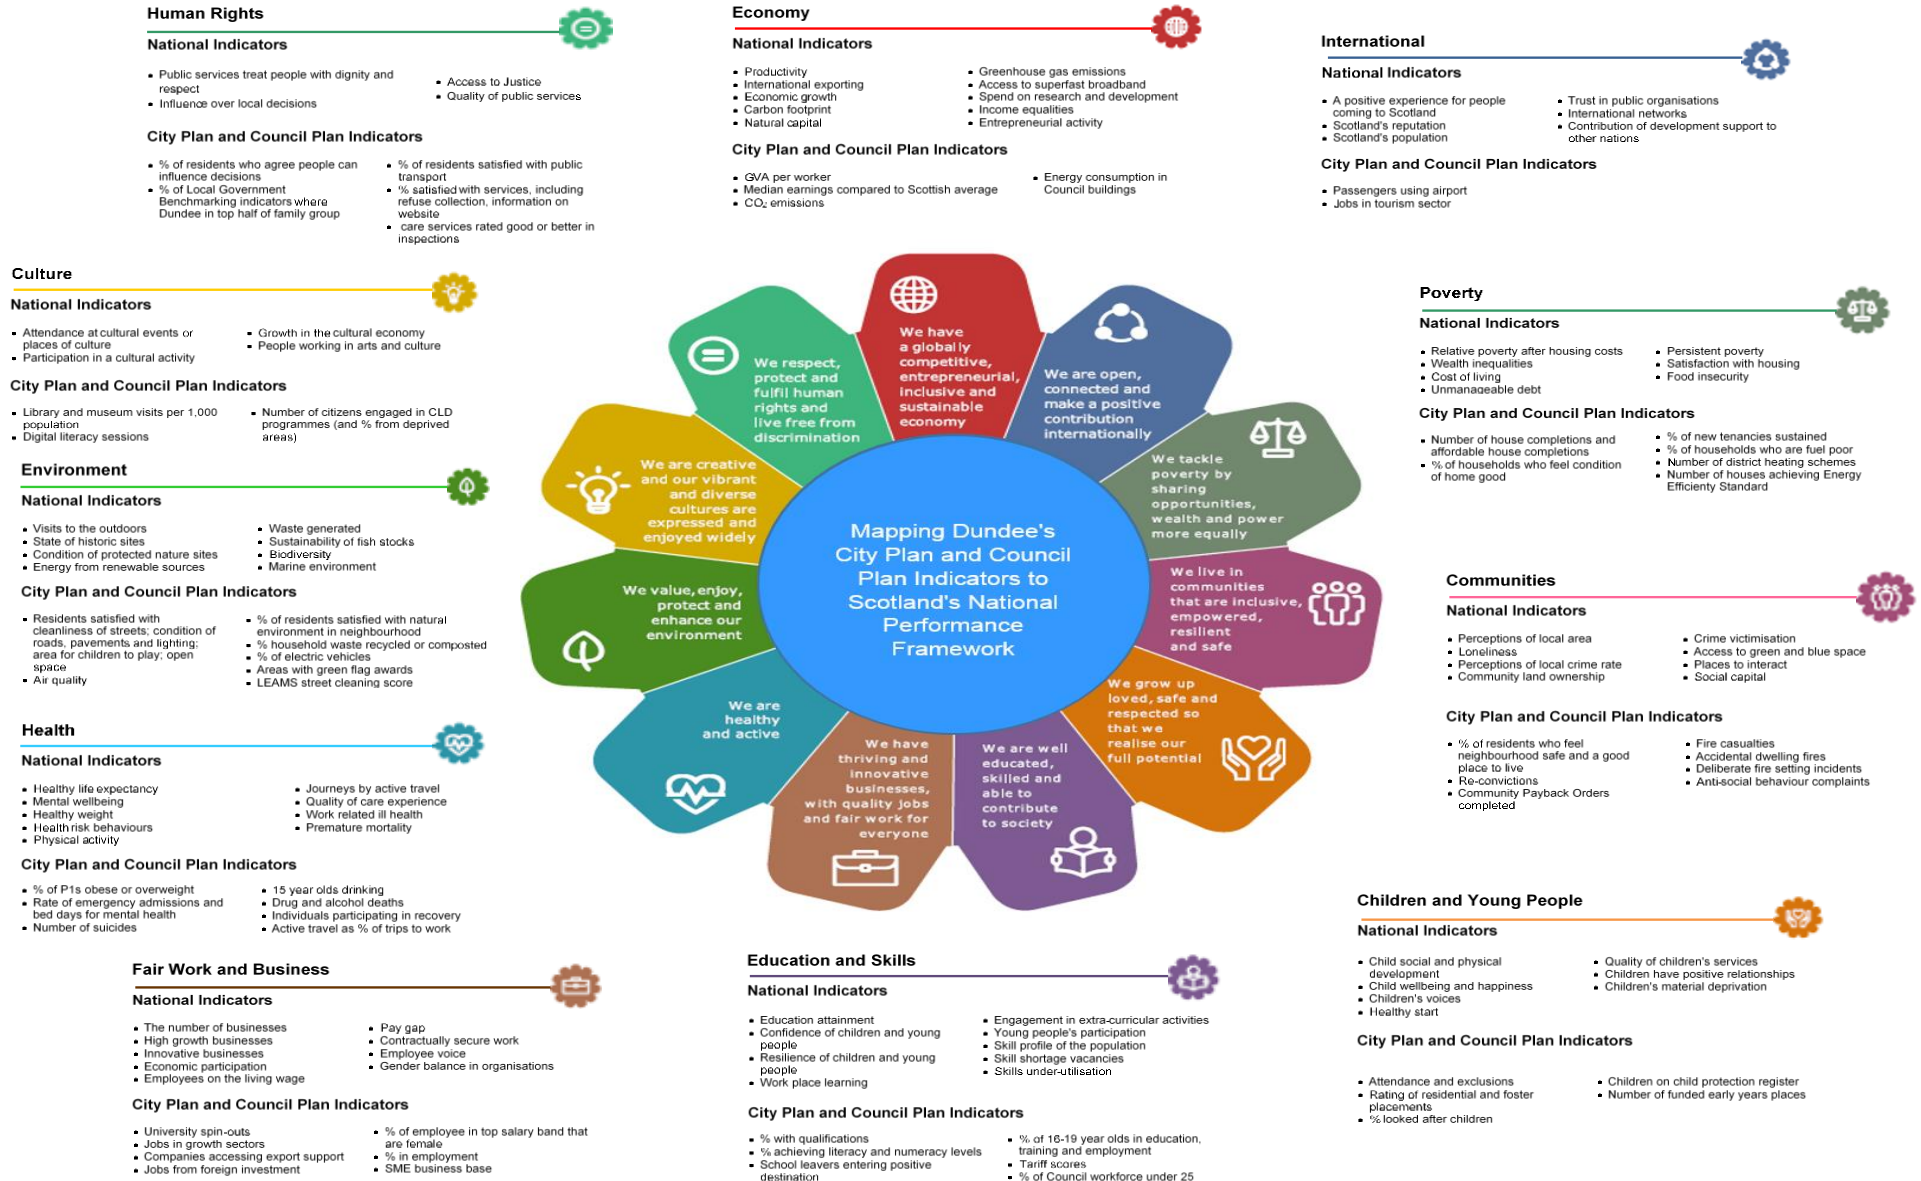 Human Rights
National Indicators
Public services treat people with dignity and
respect
Influence over local decisions
Access to Justice
Quality of public services
City Plan and Council Plan Indicators
% of residents who agree people can
influence decisions
% of Local Government
Benchmarking indicators where
Dundee in top half of family group
% of residents satisfied with public
transport
% satisfied with services, including
refuse collection, information on
website
care services rated good or better in
inspections
Economy
National Indicators
Productivity
International exporting
Economic growth
Carbon footprint
Natural capital
Greenhouse gas emissions
Access to superfast broadband
Spend on research and development
Income equalities
Entrepreneurial activity
City Plan and Council Plan Indicators
GVA per worker
Median earnings compared to Scottish average
CO₂ emissions
Energy consumption in
Council buildings
International
National Indicators
A positive experience for people
coming to Scotland
Scotland's reputation
Scotland's population
Trust in public organisations
International networks
Contribution of development support to
other nations
City Plan and Council Plan Indicators
Passengers using airport
Jobs in tourism sector
Culture
National Indicators
Attendance at cultural events or
places of culture
Participation in a cultural activity
Growth in the cultural economy
People working in arts and culture
City Plan and Council Plan Indicators
Library and museum visits per 1,000
population
Digital literacy sessions
Number of citizens engaged in CLD
programmes (and % from deprived
areas)
Environment
National Indicators
Visits to the outdoors
State of historic sites
Condition of protected nature sites
Energy from renewable sources
Waste generated
Sustainability of fish stocks
Biodiversity
Marine environment
City Plan and Council Plan Indicators
Residents satisfied with
cleanliness of streets; condition of
roads, pavements and lighting;
area for children to play; open
space
Air quality
% of residents satisfied with natural
environment in neighbourhood
% household waste recycled or composted
% of electric vehicles
Areas with green flag awards
LEAMS street cleaning score
Health
National Indicators
Healthy life expectancy
Mental wellbeing
Healthy weight
Health risk behaviours
Physical activity
Journeys by active travel
Quality of care experience
Work related ill health
Premature mortality
City Plan and Council Plan Indicators
% of P1s obese or overweight
Rate of emergency admissions and
bed days for mental health
Number of suicides
15 year olds drinking
Drug and alcohol deaths
Individuals participating in recovery
Active travel as % of trips to work
Fair Work and Business
National Indicators
The number of businesses
High growth businesses
Innovative businesses
Economic participation
Employees on the living wage
Pay gap
Contractually secure work
Employee voice
Gender balance in organisations
City Plan and Council Plan Indicators
University spin-outs
Jobs in growth sectors
Companies accessing export support
Jobs from foreign investment
% of employee in top salary band that
are female
% in employment
SME business base
We respect,
protect and
fulfil human
rights and
live free from
discrimination
We have
a globally
competitive,
entrepreneurial,
inclusive and
sustainable
economy
We are open,
connected and
make a positive
contribution
internationally
We tackle
poverty by
sharing
opportunities,
wealth and power
more equally
We live in
communities
that are inclusive,
empowered,
resilient
and safe
We grow up
loved, safe and
respected so
that we
realise our
full potential
We are well
educated,
skilled and
able to
contribute
to society
We have
thriving and
innovative
businesses,
with quality jobs
and fair work for
everyone
We are
healthy
and active
We value, enjoy,
protect and
enhance our
environment
We are creative
and our vibrant
and diverse
cultures are
expressed and
enjoyed widely
Mapping Dundee's
City Plan and Council
Plan Indicators to
Scotland's National
Performance
Framework
Education and Skills
National Indicators
Education attainment
Confidence of children and young
people
Resilience of children and young
people
Work place learning
Engagement in extra-curricular activities
Young people's participation
Skill profile of the population
Skill shortage vacancies
Skills under-utilisation
City Plan and Council Plan Indicators
% with qualifications
% achieving literacy and numeracy levels
School leavers entering positive
destination
% of 16-19 year olds in education,
training and employment
Tariff scores
% of Council workforce under 25
Poverty
National Indicators
Relative poverty after housing costs
Wealth inequalities
Cost of living
Unmanageable debt
Persistent poverty
Satisfaction with housing
Food insecurity
City Plan and Council Plan Indicators
Number of house completions and
affordable house completions
% of households who feel condition
of home good
% of new tenancies sustained
% of households who are fuel poor
Number of district heating schemes
Number of houses achieving Energy
Efficienty Standard
Communities
National Indicators
Perceptions of local area
Loneliness
Perceptions of local crime rate
Community land ownership
Crime victimisation
Access to green and blue space
Places to interact
Social capital
City Plan and Council Plan Indicators
% of residents who feel
neighbourhood safe and a good
place to live
Re-convictions
Community Payback Orders
completed
Fire casualties
Accidental dwelling fires
Deliberate fire setting incidents
Anti-social behaviour complaints
Children and Young People
National Indicators
Child social and physical
development
Child wellbeing and happiness
Children's voices
Healthy start
Quality of children's services
Children have positive relationships
Children's material deprivation
City Plan and Council Plan Indicators
Attendance and exclusions
Rating of residential and foster
placements
% looked after children
Children on child protection register
Number of funded early years places